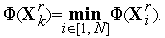 Φ(X_k^r) = min_{i∈[1, N]} Φ(X_i^r).